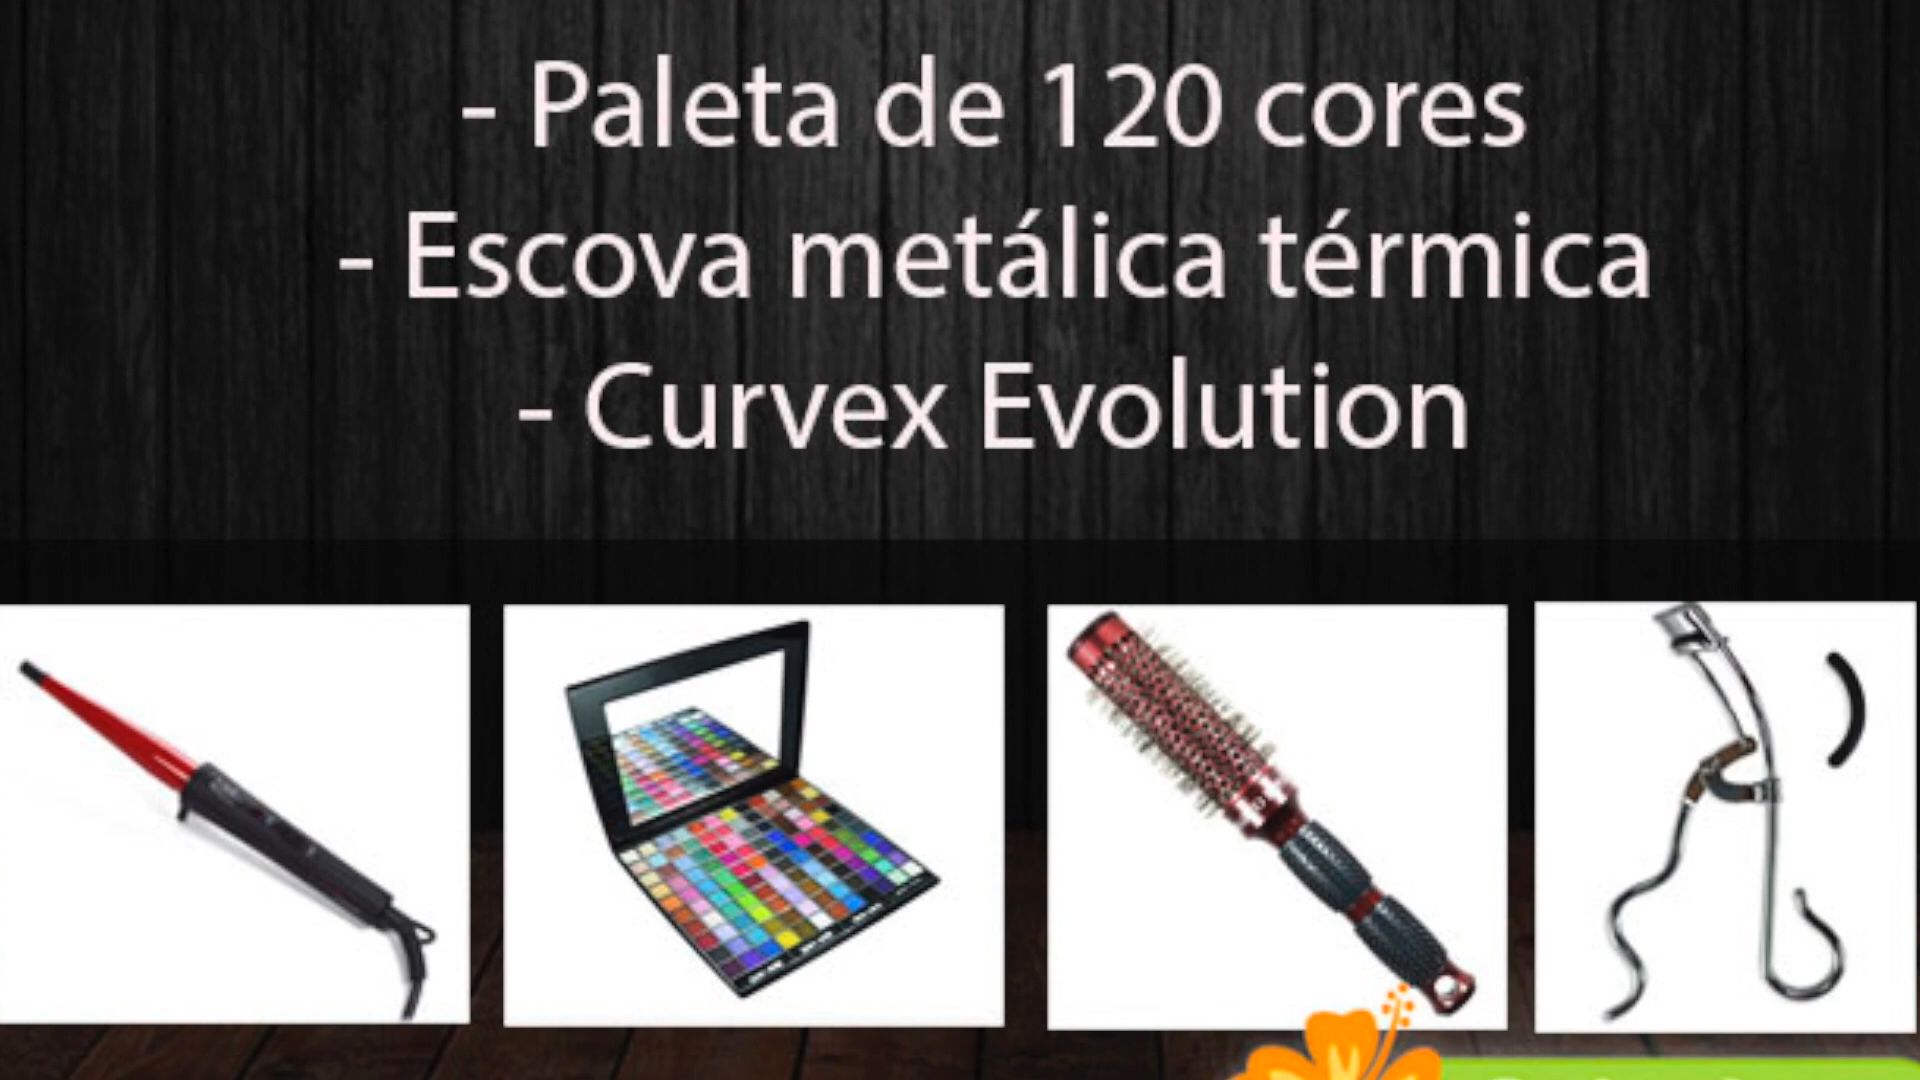 - Paleta de 120 cores
- Escova metálica térmica
- Curvex Evolution